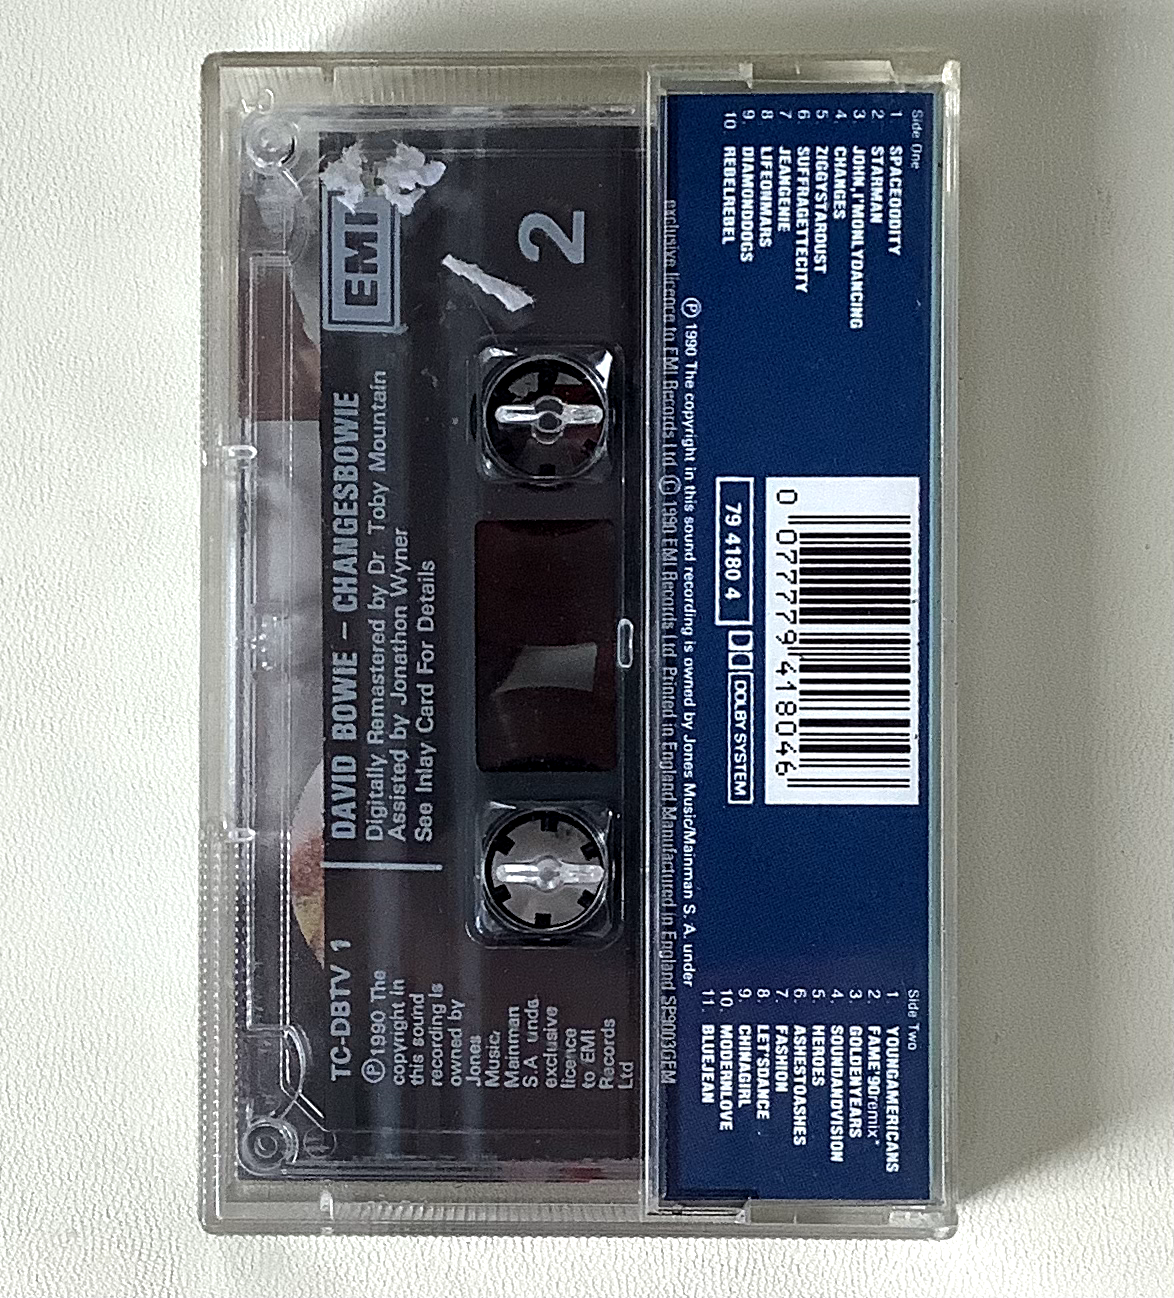 Side One
1 SPACEODDITY
2 STARMAN
3. JOHN,I'MONLYDANCING
4. CHANGES
5 ZIGGYSTARDUST
6. SUFFRAGETTECITY
7 JEANGENIE
8 LIFEONMARS
9. DIAMONDDOGS
10 REBELREBEL
0 077779 418046
79 4180 4
DOLBY SYSTEM
Side Two
1 YOUNGAMERICANS
2. FAME'90remix*
3 GOLDENYEARS
4. SOUNDANDVISION
5. HEROES
6 ASHESTOASHES
7. FASHION
8. LET'SDANCE
9. CHINAGIRL
10. MODERNLOVE
11. BLUEJEAN
Ⓟ 1990 The copyright in this sound recording is owned by Jones Music/Mainman S. A. under
exclusive licence to EMI Records Ltd © 1990 EMI Records Ltd Printed in England Manufactured in England SP9003GEM
EMI
2
DAVID BOWIE – CHANGESBOWIE
Digitally Remastered by Dr Toby Mountain
Assisted by Jonathon Wyner
See Inlay Card For Details
TC-DBTV 1
Ⓟ1990 The
copyright in
this sound
recording is
owned by
Jones
Music,
Mainman
S.A unde.
exclusive
licence
to EMI
Records
Ltd